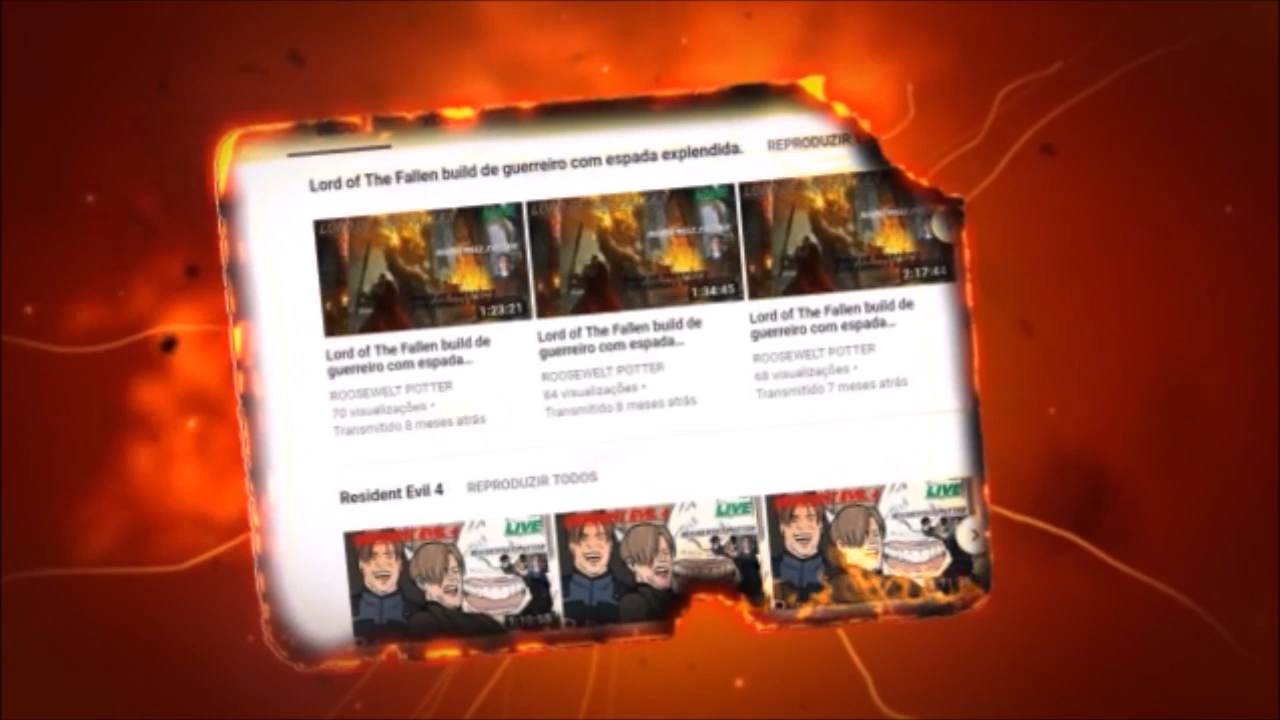 Lord of The Fallen build de guerreiro com espada explendida.
REPRODUZIR
1:23:21
1:34:45
2:17:44
Lord of The Fallen build de
guerreiro com espada...
ROOSEWELT POTTER
70 visualizações •
Transmitido 8 meses atrás
Lord of The Fallen build de
guerreiro com espada...
ROOSEWELT POTTER
84 visualizações •
Transmitido 8 meses atrás
Lord of The Fallen build de
guerreiro com espada...
ROOSEWELT POTTER
68 visualizações •
Transmitido 7 meses atrás
Resident Evil 4
REPRODUZIR TODOS
LIVE
LIVE
LIVE